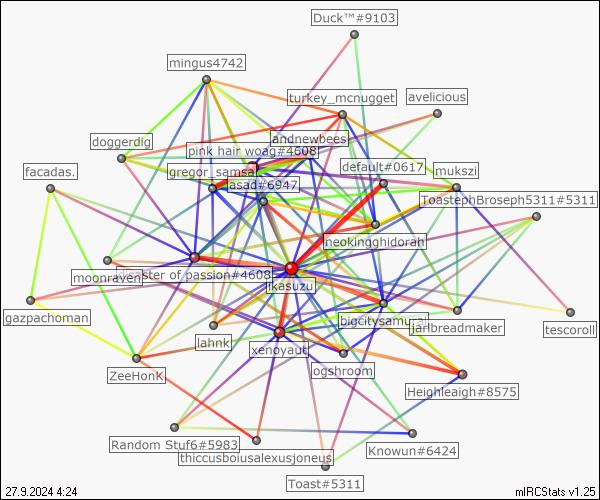 Duck™#9103
mingus4742
turkey_mcnugget
avelicious
andnewbees
doggerdig
pink hair woag#4608
default#0617
facadas.
gregor_samsa
mukszi
asad#6947
ToastephBroseph5311#5311
neokingghidorah
moonraven
master of passion#4608
jikasuzu
gazpachoman
bigcitysamurai
jarlbreadmaker
tescoroll
lahnk
xenoyaut
ogshroom
ZeeHonK
Heighleaigh#8575
Random Stuf6#5983
Knowun#6424
thiccusboiusalexusjoneus
Toast#5311
27.9.2024 4:24
mIRCStats v1.25